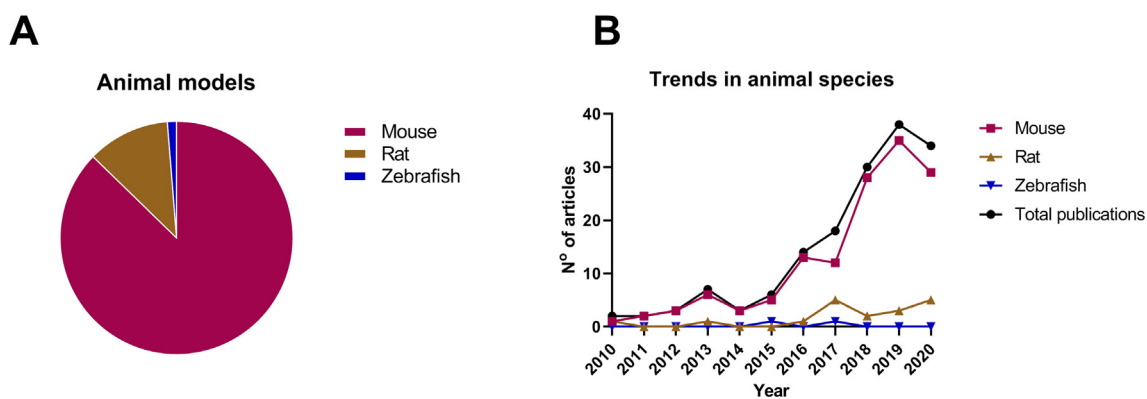 A
Animal models
Mouse
Rat
Zebrafish
B
Trends in animal species
40
30
20
10
0
N° of articles
2010
2011
2012
2013
2014
2015
2016
2017
2018
2019
2020
Year
Mouse
Rat
Zebrafish
Total publications